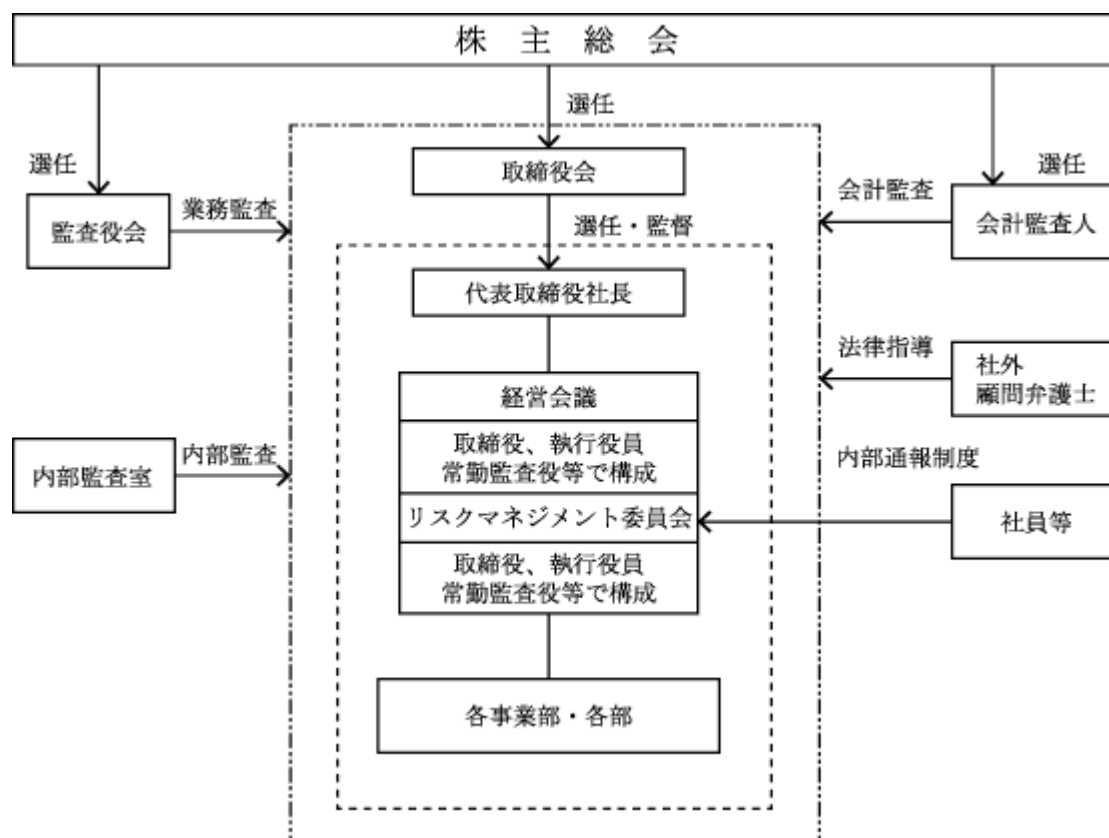 株主総会
選任
選任
選任
取締役会
監査役会
業務監査
会計監査
会計監査人
選任・監督
代表取締役社長
法律指導
社外
顧問弁護士
経営会議
取締役、執行役員
常勤監査役等で構成
内部監査室
内部監査
内部通報制度
リスクマネジメント委員会
社員等
取締役、執行役員
常勤監査役等で構成
各事業部・各部